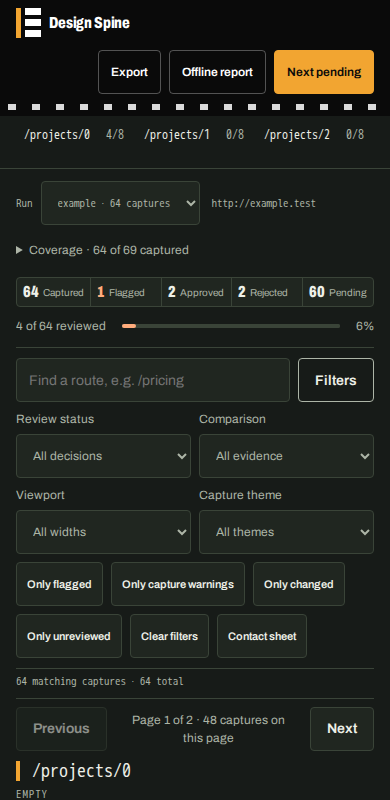 Design Spine
Export Offline report Next pending
/projects/0 4/8 /projects/1 0/8 /projects/2 0/8
Run example · 64 captures http://example.test
Coverage · 64 of 69 captured
64 Captured 1 Flagged 2 Approved 2 Rejected 60 Pending
4 of 64 reviewed 6%
Find a route, e.g. /pricing Filters
Review status Comparison
All decisions All evidence
Viewport Capture theme
All widths All themes
Only flagged Only capture warnings Only changed
Only unreviewed Clear filters Contact sheet
64 matching captures · 64 total
Previous Page 1 of 2 · 48 captures on Next
this page
/projects/0
EMPTY